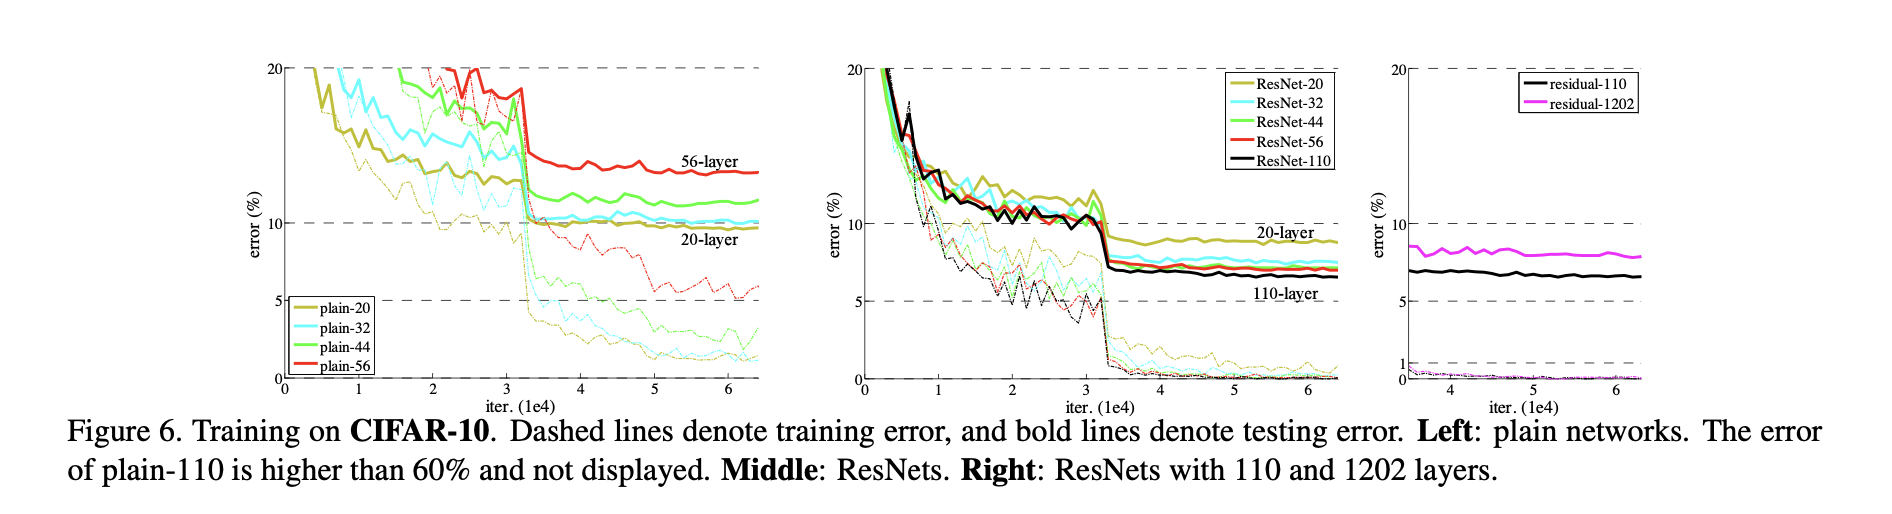 20
10
5
0
0 1 2 3 4 5 6
iter. (1e4)
error (%)
56-layer
20-layer
plain-20
plain-32
plain-44
plain-56
20
10
5
0
0 1 2 3 4 5 6
iter. (1e4)
error (%)
ResNet-20
ResNet-32
ResNet-44
ResNet-56
ResNet-110
20-layer
110-layer
20
10
5
1
0
4 5 6
iter. (1e4)
error (%)
residual-110
residual-1202
Figure 6. Training on CIFAR-10. Dashed lines denote training error, and bold lines denote testing error. Left: plain networks. The error
of plain-110 is higher than 60% and not displayed. Middle: ResNets. Right: ResNets with 110 and 1202 layers.